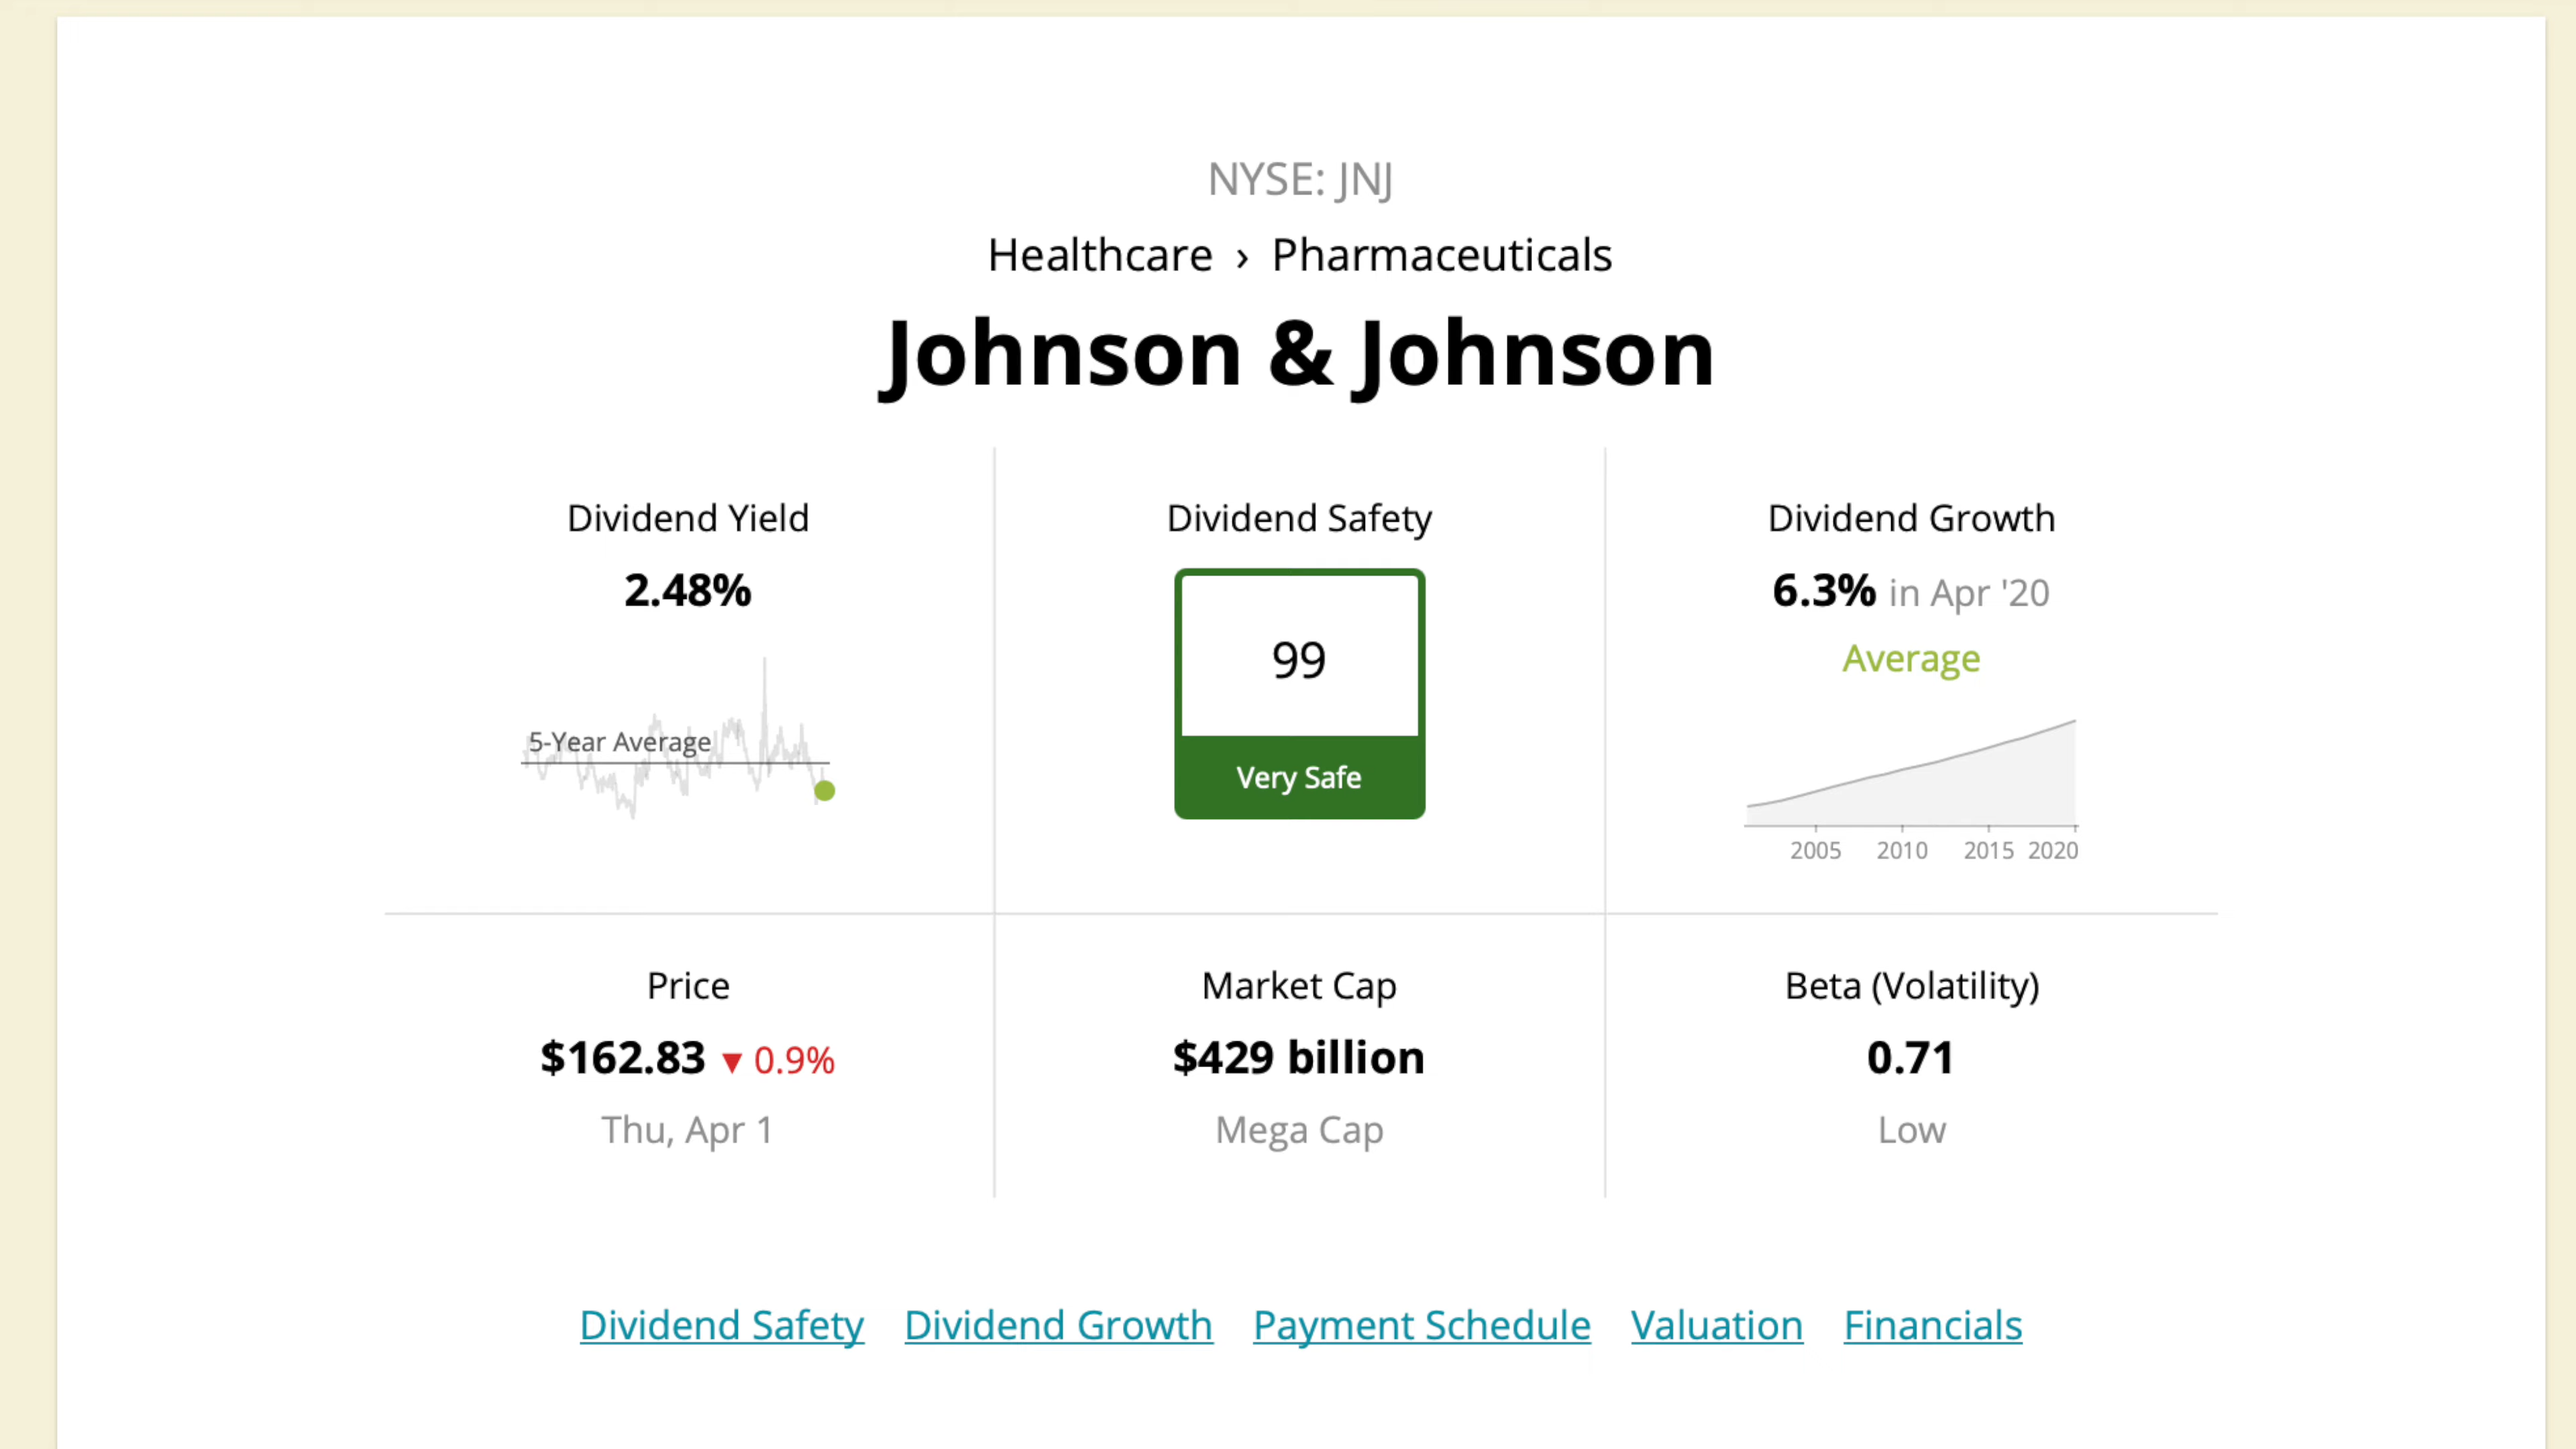 NYSE: JNJ
Healthcare › Pharmaceuticals
Johnson & Johnson
Dividend Yield
2.48%
5-Year Average
Dividend Safety
99
Very Safe
Dividend Growth
6.3% in Apr '20
Average
2005 2010 2015 2020
Price
$162.83 ▼ 0.9%
Thu, Apr 1
Market Cap
$429 billion
Mega Cap
Beta (Volatility)
0.71
Low
Dividend Safety Dividend Growth Payment Schedule Valuation Financials